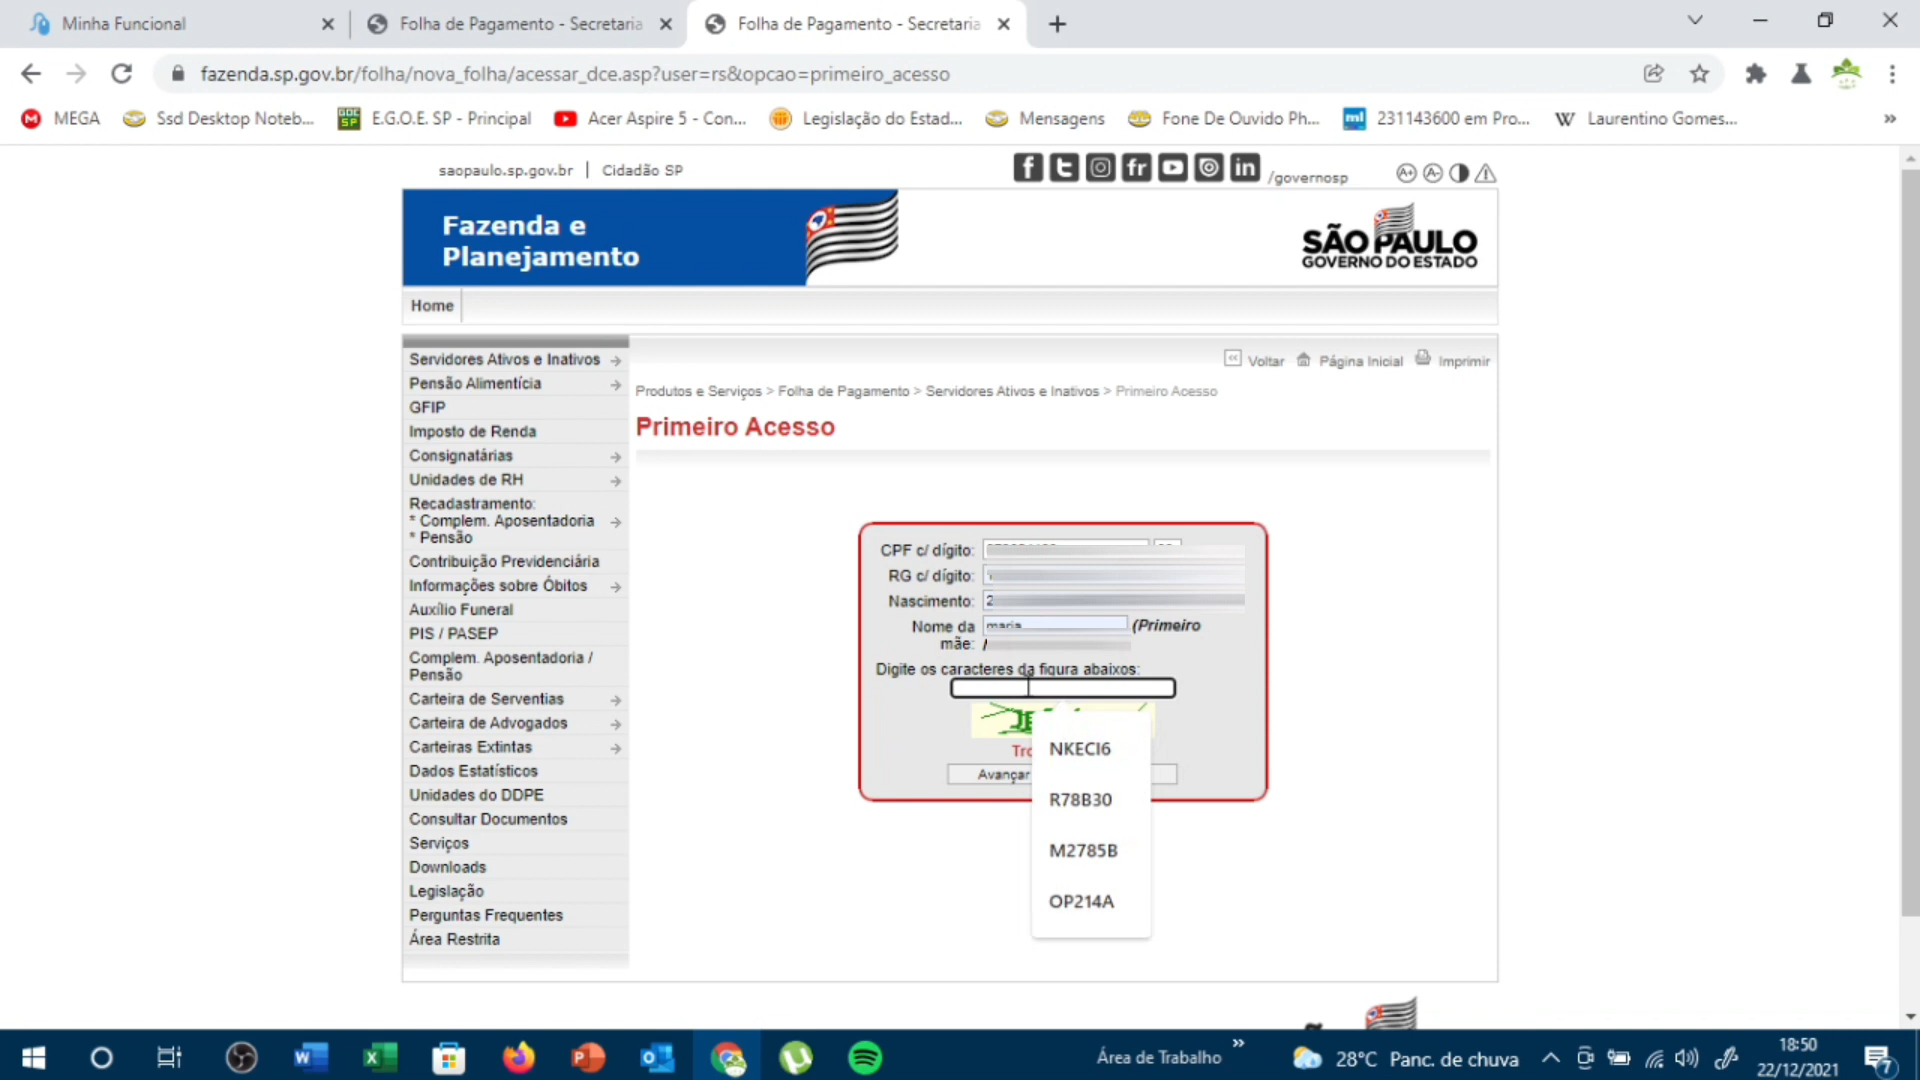 Minha Funcional
Folha de Pagamento - Secretaria
Folha de Pagamento - Secretaria
fazenda.sp.gov.br/folha/nova_folha/acessar_dce.asp?user=rs&opcao=primeiro_acesso
MEGA
Ssd Desktop Noteb...
E.G.O.E. SP - Principal
Acer Aspire 5 - Con...
Legislação do Estad...
Mensagens
Fone De Ouvido Ph...
231143600 em Pro...
Laurentino Gomes...
saopaulo.sp.gov.br | Cidadão SP
/governosp
Fazenda e
Planejamento
SÃO PAULO
GOVERNO DO ESTADO
Home
Servidores Ativos e Inativos
Pensão Alimentícia
GFIP
Imposto de Renda
Consignatárias
Unidades de RH
Recadastramento:
* Complem. Aposentadoria
* Pensão
Contribuição Previdenciária
Informações sobre Óbitos
Auxílio Funeral
PIS / PASEP
Complem. Aposentadoria /
Pensão
Carteira de Serventias
Carteira de Advogados
Carteiras Extintas
Dados Estatísticos
Unidades do DDPE
Consultar Documentos
Serviços
Downloads
Legislação
Perguntas Frequentes
Área Restrita
Voltar
Página Inicial
Imprimir
Produtos e Serviços > Folha de Pagamento > Servidores Ativos e Inativos > Primeiro Acesso
Primeiro Acesso
CPF c/ dígito:
RG c/ dígito:
Nascimento: 2
Nome da maria (Primeiro
mãe:
Digite os caracteres da figura abaixos:
Avançar
NKECI6
R78B30
M2785B
OP214A
Área de Trabalho
28°C Panc. de chuva
18:50
22/12/2021
7